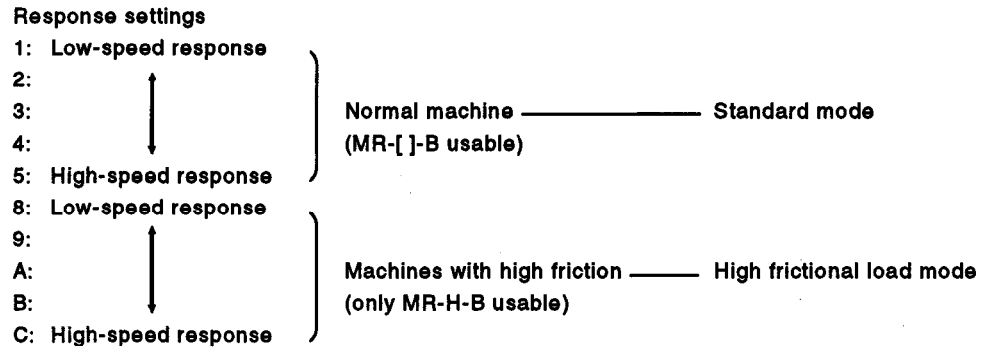 Response settings
1: Low-speed response
2:
3: Normal machine Standard mode
4: (MR-[ ]-B usable)
5: High-speed response
8: Low-speed response
9:
A: Machines with high friction High frictional load mode
B: (only MR-H-B usable)
C: High-speed response